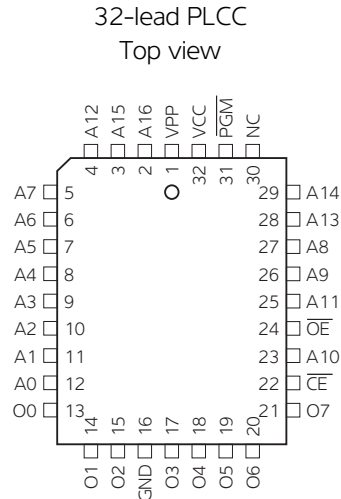 32-lead PLCC
Top view
A12 A15 A16 VPP VCC P̅G̅M̅ NC
4 3 2 1 32 31 30
A7 5 29 A14
A6 6 28 A13
A5 7 27 A8
A4 8 26 A9
A3 9 25 A11
A2 10 24 O̅E̅
A1 11 23 A10
A0 12 22 C̅E̅
O0 13 21 O7
14 15 16 17 18 19 20
O1 O2 GND O3 O4 O5 O6